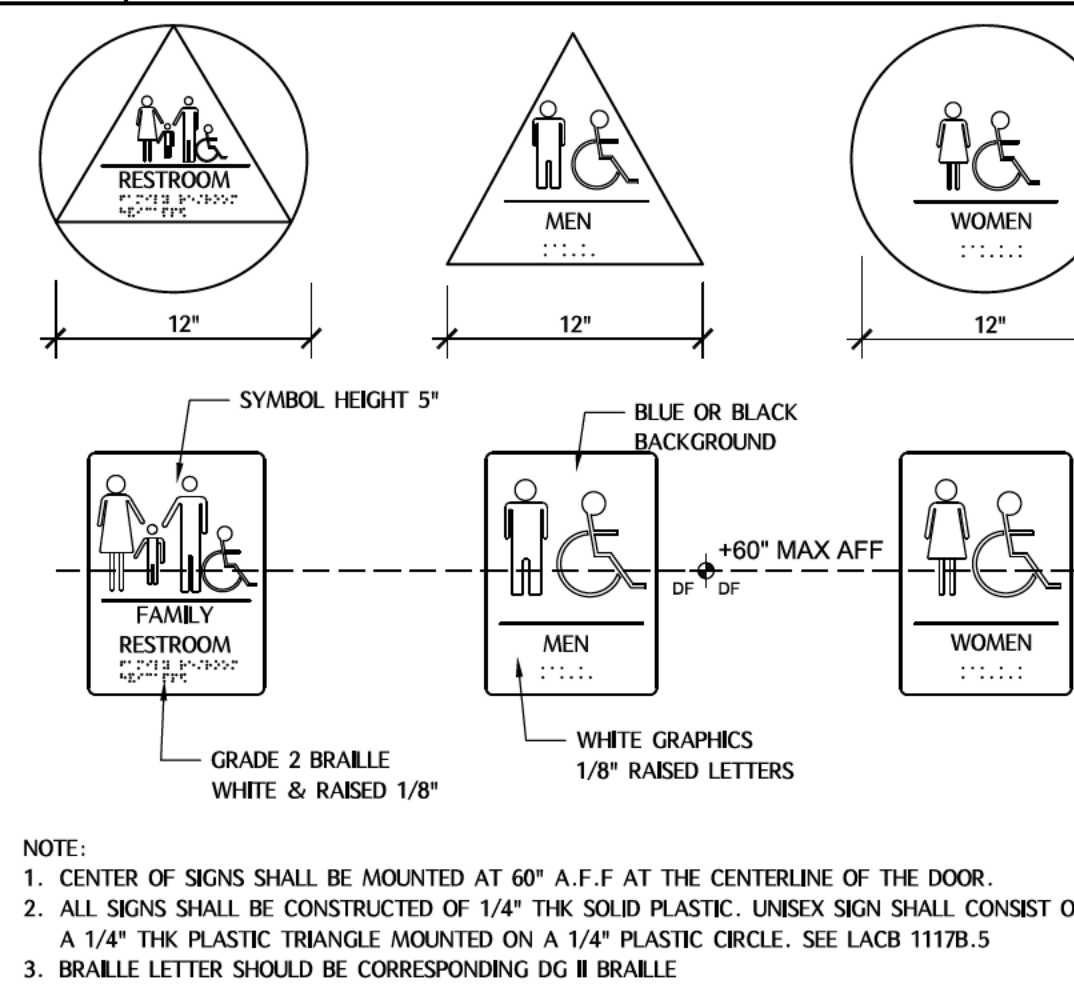 RESTROOM
MEN
WOMEN
12"
12"
12"
SYMBOL HEIGHT 5"
BLUE OR BLACK
BACKGROUND
+60" MAX AFF
DF DF
FAMILY
RESTROOM
MEN
WOMEN
GRADE 2 BRAILLE
WHITE & RAISED 1/8"
WHITE GRAPHICS
1/8" RAISED LETTERS
NOTE:
1. CENTER OF SIGNS SHALL BE MOUNTED AT 60" A.F.F AT THE CENTERLINE OF THE DOOR.
2. ALL SIGNS SHALL BE CONSTRUCTED OF 1/4" THK SOLID PLASTIC. UNISEX SIGN SHALL CONSIST O
A 1/4" THK PLASTIC TRIANGLE MOUNTED ON A 1/4" PLASTIC CIRCLE. SEE LACB 1117B.5
3. BRAILLE LETTER SHOULD BE CORRESPONDING DG II BRAILLE